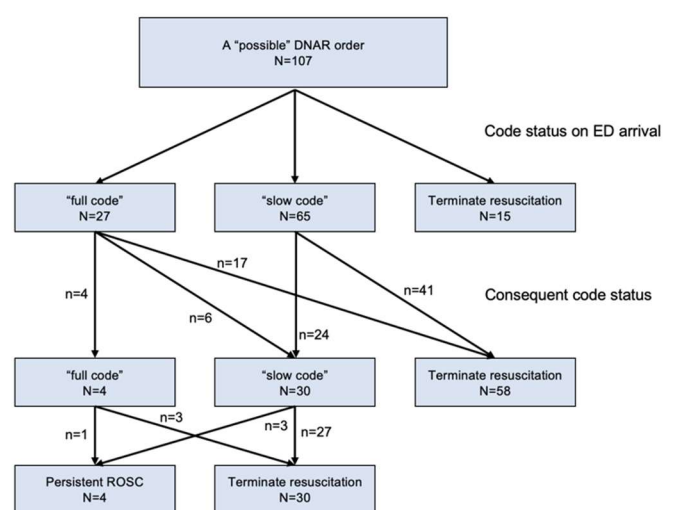 A “possible” DNAR order
N=107
Code status on ED arrival
“full code”
N=27
“slow code”
N=65
Terminate resuscitation
N=15
n=17
n=4
n=41
Consequent code status
n=6
n=24
“full code”
N=4
“slow code”
N=30
Terminate resuscitation
N=58
n=3
n=1
n=3
n=27
Persistent ROSC
N=4
Terminate resuscitation
N=30